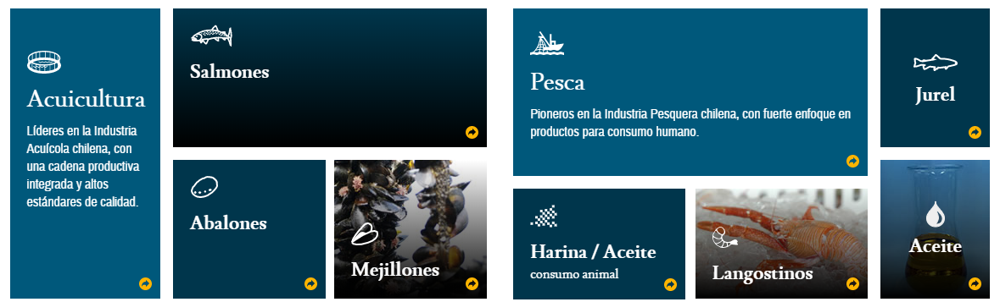 Acuicultura
Líderes en la Industria
Acuícola chilena, con
una cadena productiva
integrada y altos
estándares de calidad.
Salmones
Abalones
Mejillones
Pesca
Pioneros en la Industria Pesquera chilena, con fuerte enfoque en
productos para consumo humano.
Jurel
Harina / Aceite
consumo animal
Langostinos
Aceite